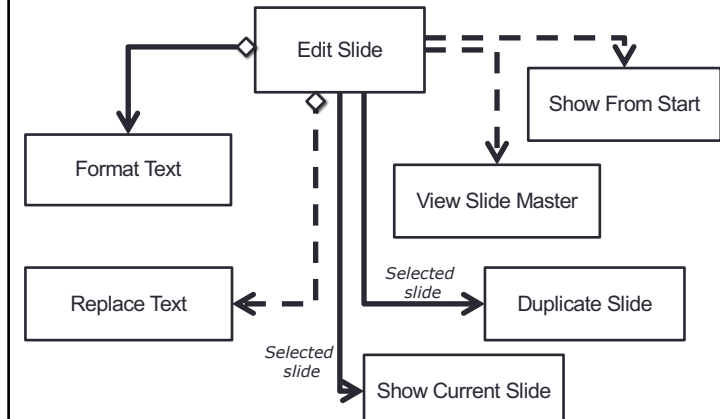 Edit Slide
Show From Start
Format Text
View Slide Master
Replace Text
Selected
slide
Duplicate Slide
Selected
slide
Show Current Slide